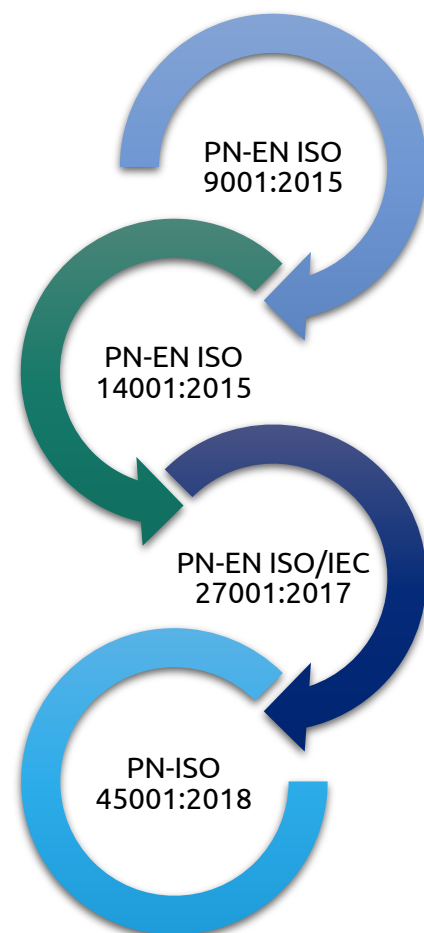 PN-EN ISO
9001:2015
PN-EN ISO
14001:2015
PN-EN ISO/IEC
27001:2017
PN-ISO
45001:2018